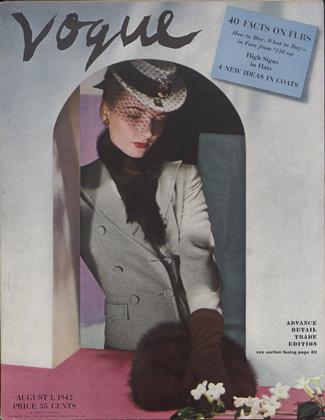 VOGUE
40 FACTS ON FURS
How to Buy, What to Buy—
in Furs from $150 up
High Signs
in Hats
4 NEW IDEAS IN COATS
ADVANCE
RETAIL
TRADE
EDITION
see section facing page 80
AUGUST 1, 1942
PRICE 35 CENTS